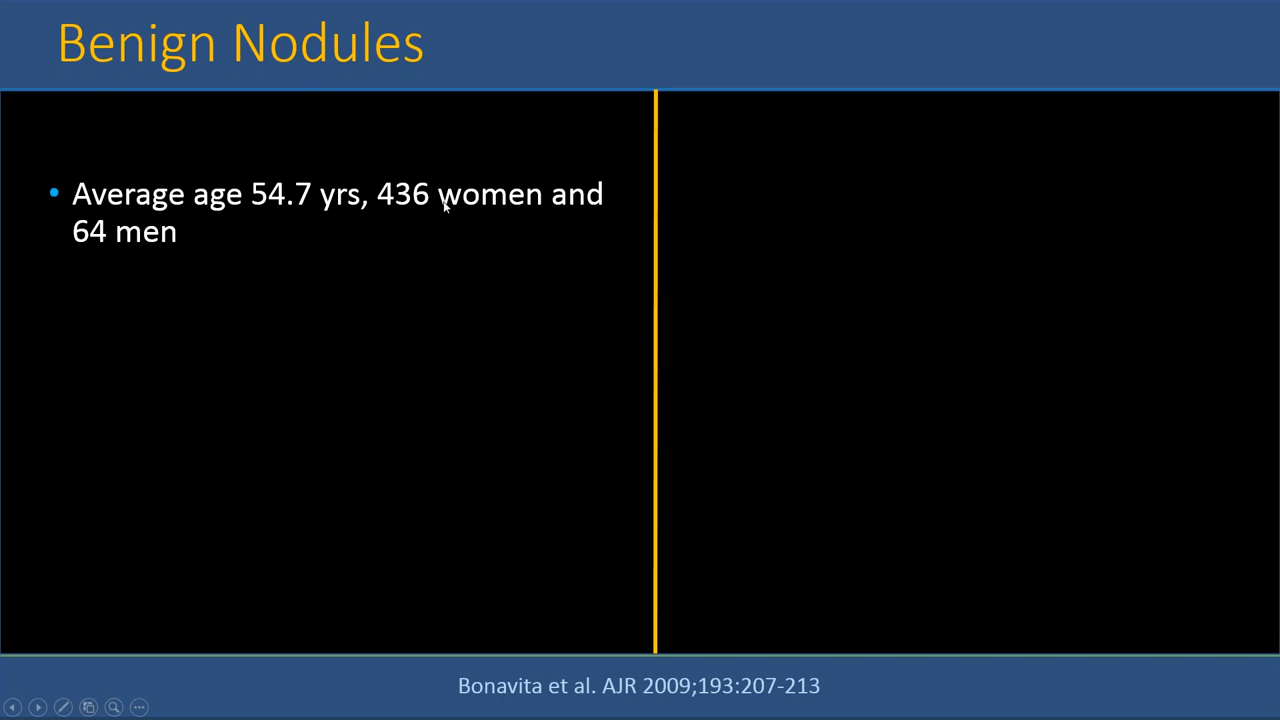 Benign Nodules
• Average age 54.7 yrs, 436 women and
64 men
Bonavita et al. AJR 2009;193:207-213